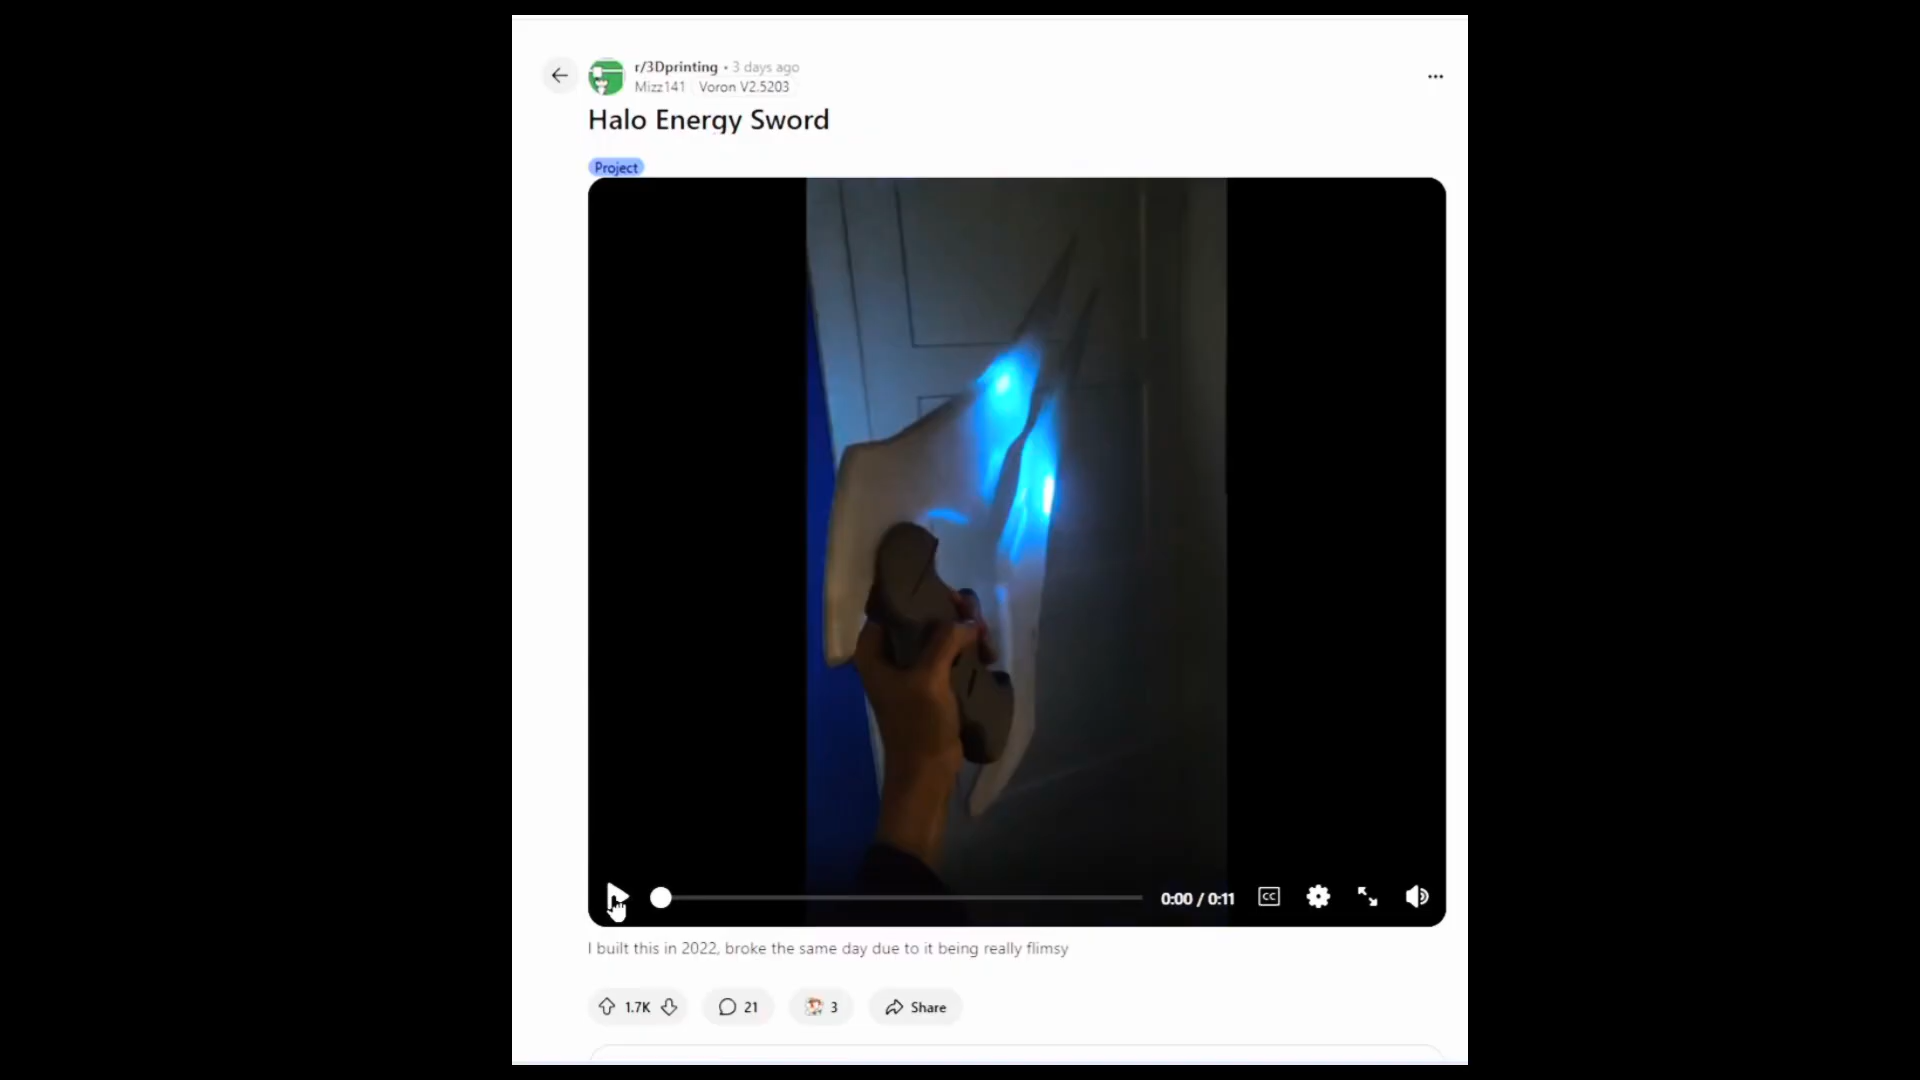 r/3Dprinting • 3 days ago
Mizz141 Voron V2.5203
Halo Energy Sword
Project
0:00 / 0:11
CC
I built this in 2022, broke the same day due to it being really flimsy
1.7K
21
3
Share